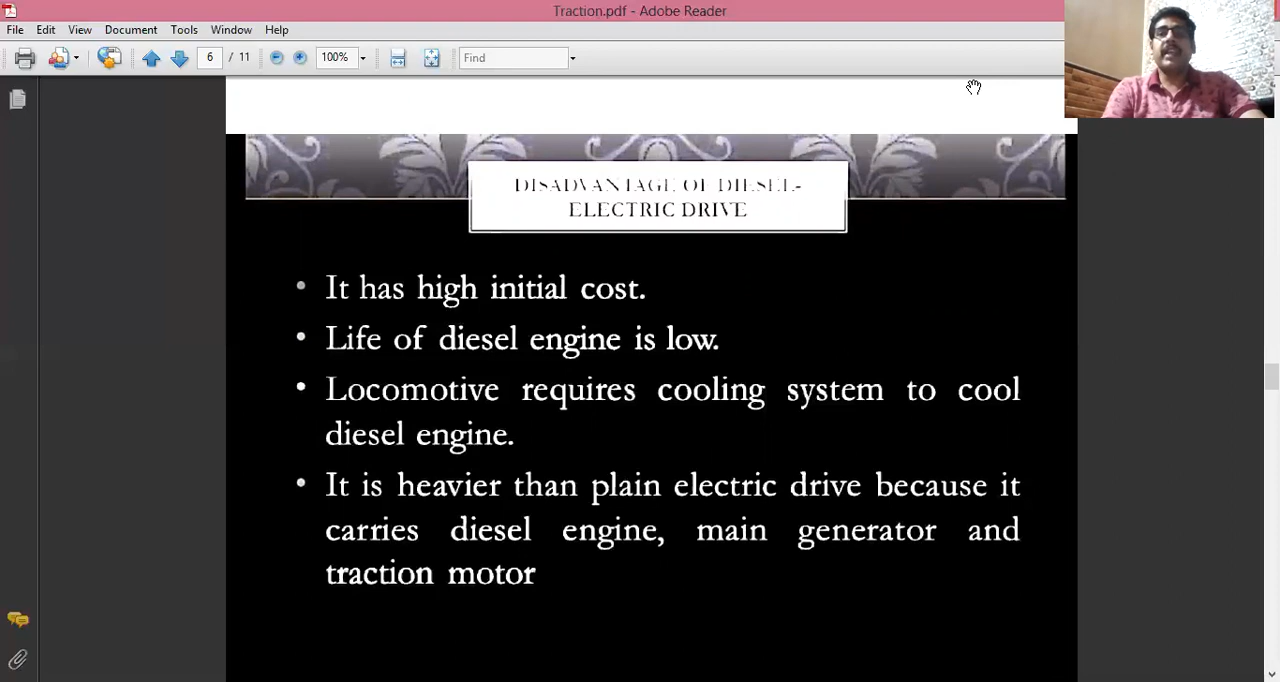 Traction.pdf - Adobe Reader
File Edit View Document Tools Window Help
6 / 11 100% Find
DISADVANTAGE OF DIESEL-
ELECTRIC DRIVE
• It has high initial cost.
• Life of diesel engine is low.
• Locomotive requires cooling system to cool
diesel engine.
• It is heavier than plain electric drive because it
carries diesel engine, main generator and
traction motor